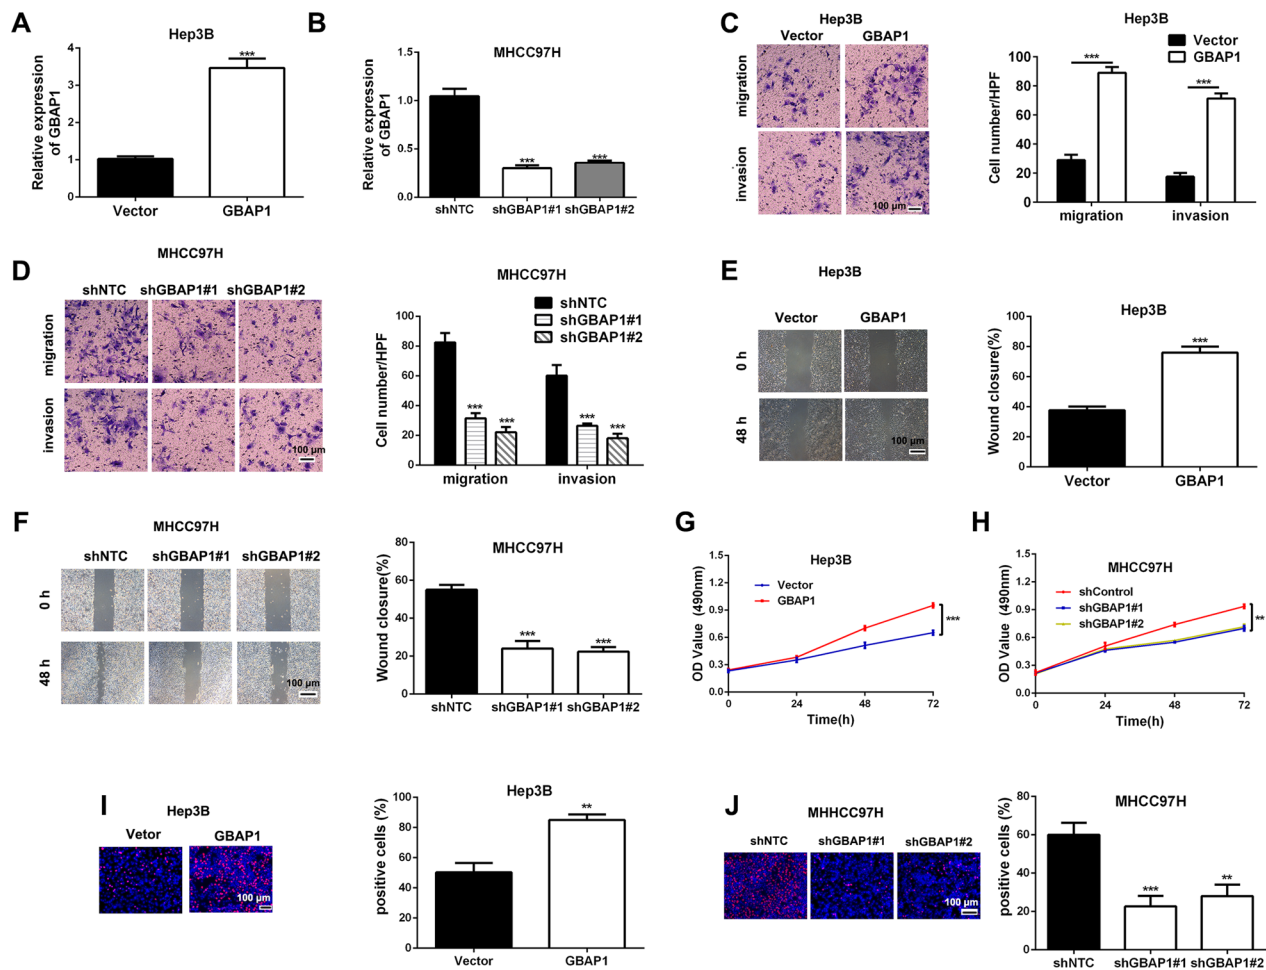 A
Hep3B
Relative expression
of GBAP1
4
3
2
1
0
***
Vector
GBAP1
B
MHCC97H
Relative expression
of GBAP1
1.5
1.0
0.5
0.0
***
***
shNTC
shGBAP1#1
shGBAP1#2
C
Hep3B
Vector
GBAP1
migration
invasion
100 μm
Hep3B
Vector
GBAP1
Cell number/HPF
100
80
60
40
20
0
***
***
migration
invasion
D
MHCC97H
shNTC
shGBAP1#1
shGBAP1#2
migration
invasion
100 μm
MHCC97H
shNTC
shGBAP1#1
shGBAP1#2
Cell number/HPF
100
80
60
40
20
0
***
***
***
***
migration
invasion
E
Hep3B
Vector
GBAP1
0 h
48 h
100 μm
Hep3B
Wound closure(%)
100
80
60
40
20
0
***
Vector
GBAP1
F
MHCC97H
shNTC
shGBAP1#1
shGBAP1#2
0 h
48 h
100 μm
MHCC97H
Wound closure(%)
80
60
40
20
0
***
***
shNTC
shGBAP1#1
shGBAP1#2
G
Hep3B
Vector
GBAP1
OD Value (490nm)
1.5
1.2
0.9
0.6
0.3
0.0
***
0
24
48
72
Time(h)
H
MHCC97H
shControl
shGBAP1#1
shGBAP1#2
OD Value (490nm)
1.5
1.2
0.9
0.6
0.3
0.0
**
0
24
48
72
Time(h)
I
Hep3B
Vetor
GBAP1
100 μm
Hep3B
positive cells (%)
100
80
60
40
20
0
**
Vector
GBAP1
J
MHHCC97H
shNTC
shGBAP1#1
shGBAP1#2
100 μm
MHCC97H
positive cells (%)
80
60
40
20
0
***
**
shNTC
shGBAP1#1
shGBAP1#2